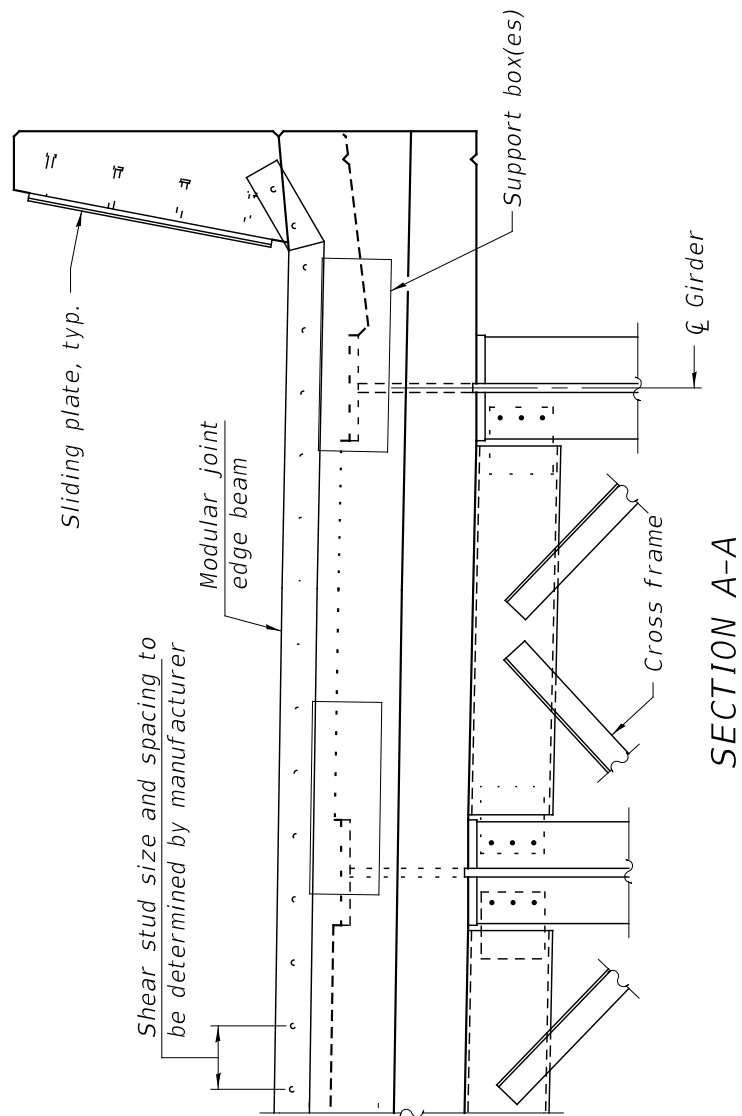 Sliding plate, typ.
Support box(es)
Modular joint
edge beam
℄ Girder
Shear stud size and spacing to
be determined by manufacturer
Cross frame
SECTION A-A